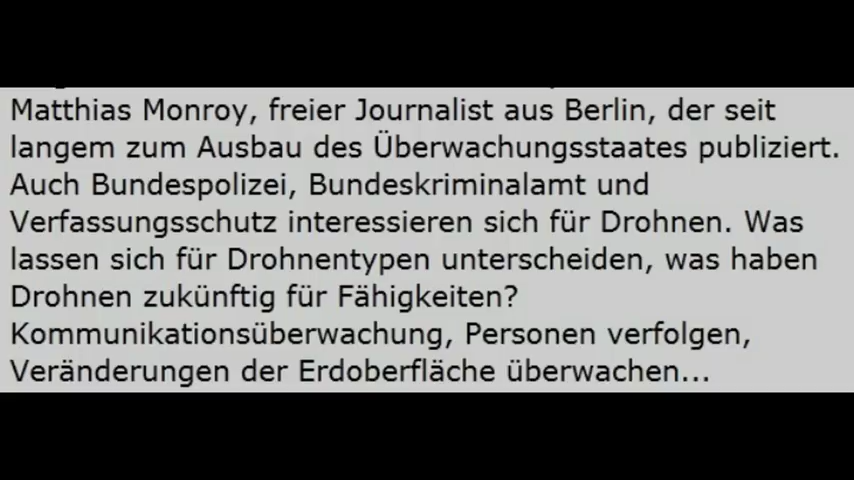 Matthias Monroy, freier Journalist aus Berlin, der seit
langem zum Ausbau des Überwachungsstaates publiziert.
Auch Bundespolizei, Bundeskriminalamt und
Verfassungsschutz interessieren sich für Drohnen. Was
lassen sich für Drohnentypen unterscheiden, was haben
Drohnen zukünftig für Fähigkeiten?
Kommunikationsüberwachung, Personen verfolgen,
Veränderungen der Erdoberfläche überwachen...